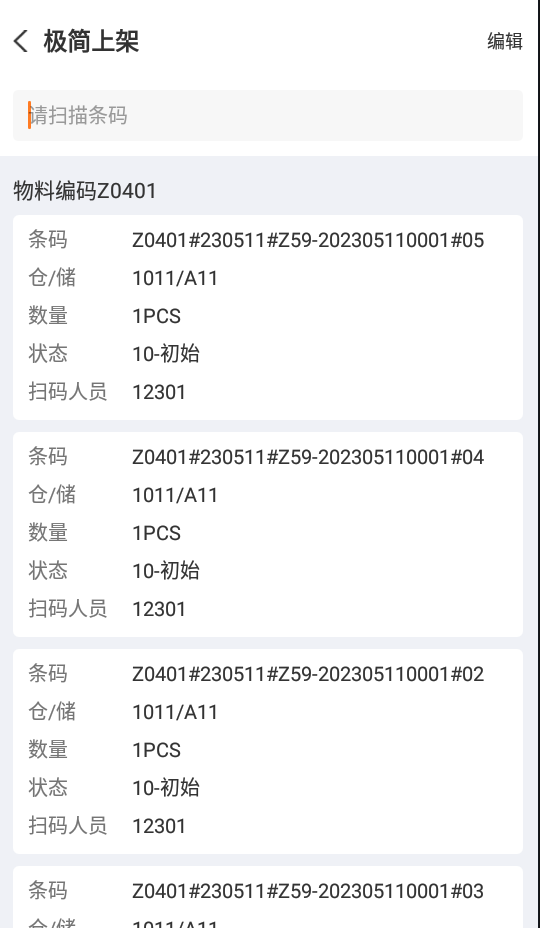 极简上架 编辑
请扫描条码
物料编码Z0401
条码 Z0401#230511#Z59-202305110001#05
仓/储 1011/A11
数量 1PCS
状态 10-初始
扫码人员 12301
条码 Z0401#230511#Z59-202305110001#04
仓/储 1011/A11
数量 1PCS
状态 10-初始
扫码人员 12301
条码 Z0401#230511#Z59-202305110001#02
仓/储 1011/A11
数量 1PCS
状态 10-初始
扫码人员 12301
条码 Z0401#230511#Z59-202305110001#03
仓/储 1011/A11